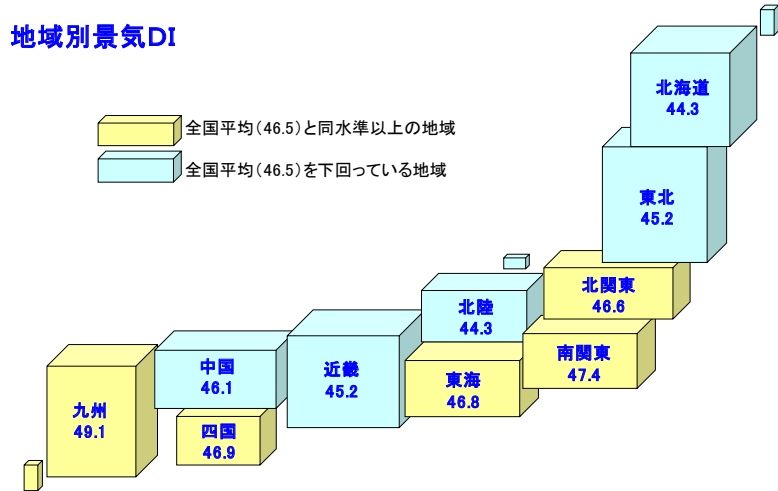 地域別景気DI
全国平均(46.5)と同水準以上の地域
全国平均(46.5)を下回っている地域
北海道
44.3
東北
45.2
北関東
46.6
北陸
44.3
南関東
47.4
東海
46.8
近畿
45.2
中国
46.1
四国
46.9
九州
49.1